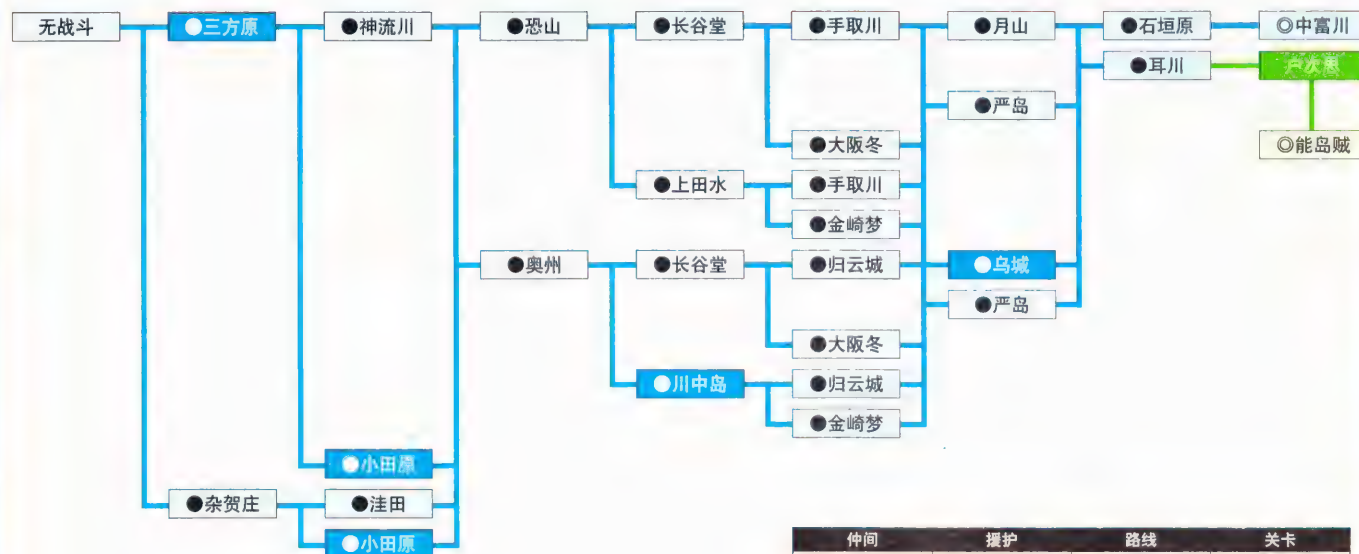 无战斗 ●三方原 ●神流川 ●恐山 ●长谷堂 ●手取川 ●月山 ●石垣原 ◎中富川
●耳川 户次思
●严岛
●大阪冬 ◎能岛贼
●上田水 ●手取川
●金崎梦
●奥州 ●长谷堂 ●归云城 ●乌城
●严岛
●大阪冬
●川中岛 ●归云城
●金崎梦
●小田原
●杂贺庄 ●洼田
●小田原
仲间 援护 路线 关卡